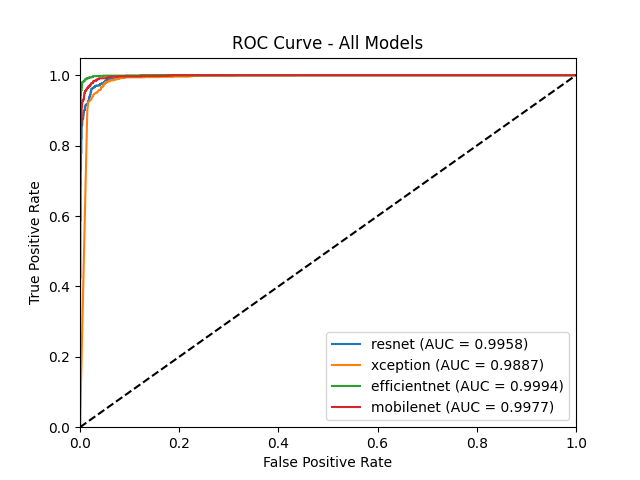 ROC Curve - All Models
1.0
0.8
0.6
0.4
0.2
0.0
True Positive Rate
resnet (AUC = 0.9958)
xception (AUC = 0.9887)
efficientnet (AUC = 0.9994)
mobilenet (AUC = 0.9977)
0.0 0.2 0.4 0.6 0.8 1.0
False Positive Rate